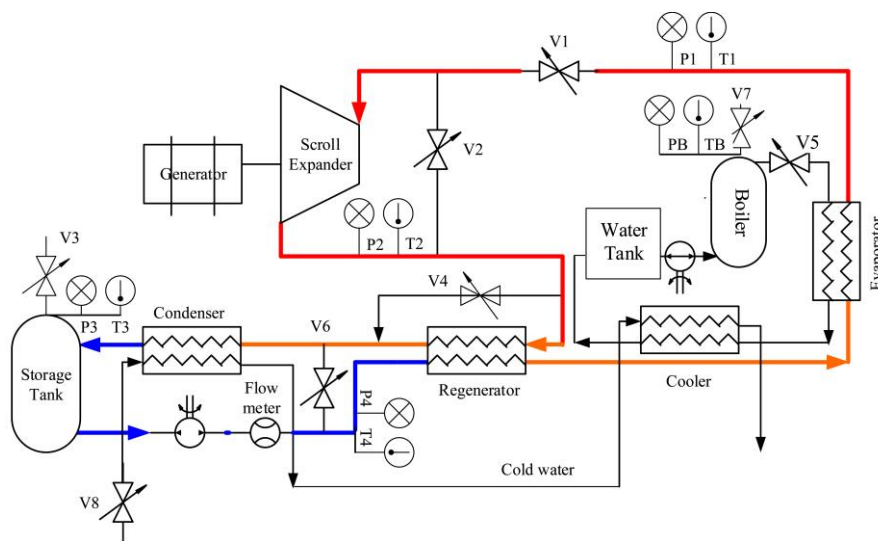 V1
P1
T1
V7
V2
Scroll
Expander
Generator
PB
TB
V5
Boiler
Water
Tank
Evaporator
P2
T2
V3
V4
P3
T3
Condenser
V6
Regenerator
Cooler
Storage
Tank
Flow
meter
P4
T4
Cold water
V8